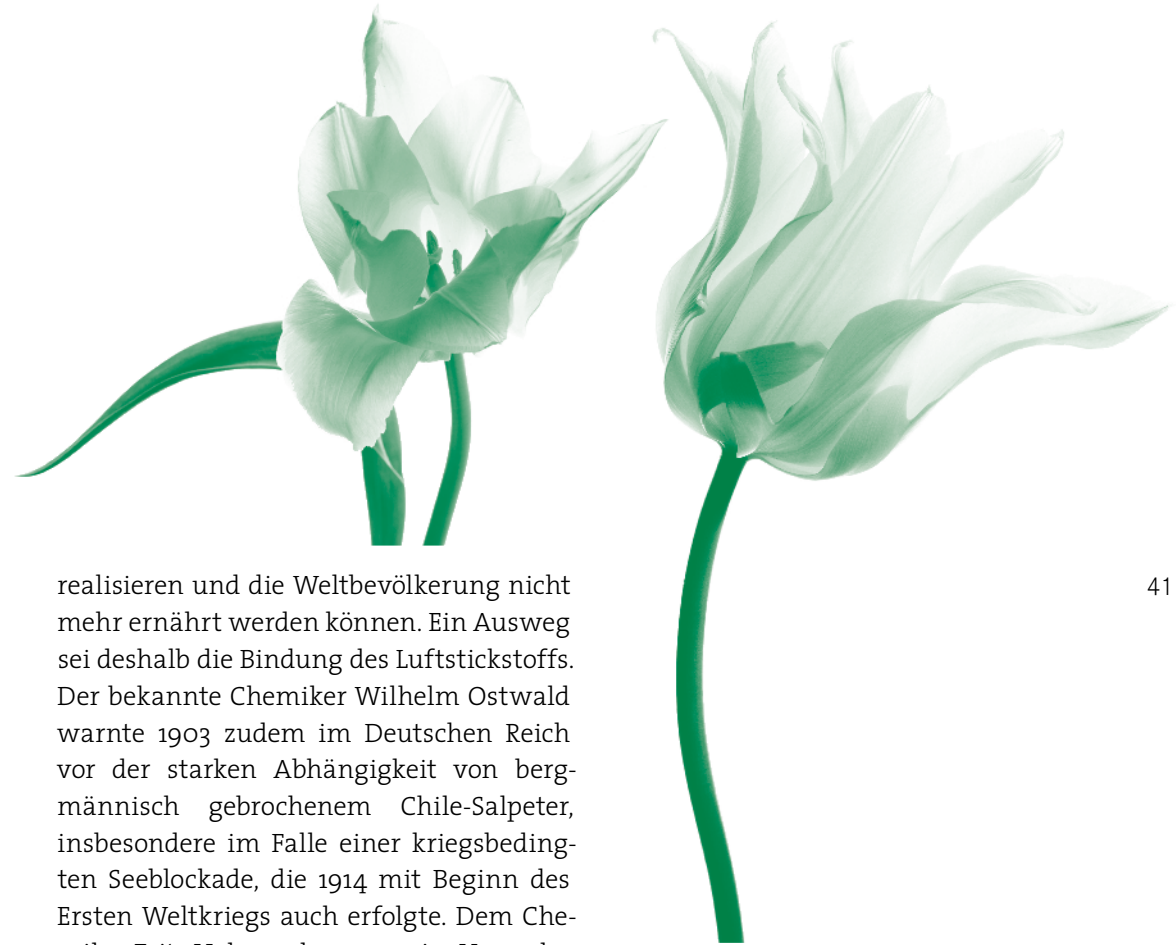 realisieren und die Weltbevölkerung nicht
mehr ernährt werden können. Ein Ausweg
sei deshalb die Bindung des Luftstickstoffs.
Der bekannte Chemiker Wilhelm Ostwald
warnte 1903 zudem im Deutschen Reich
vor der starken Abhängigkeit von berg-
männisch gebrochenem Chile-Salpeter,
insbesondere im Falle einer kriegsbeding-
ten Seeblockade, die 1914 mit Beginn des
Ersten Weltkriegs auch erfolgte. Dem Che-
41